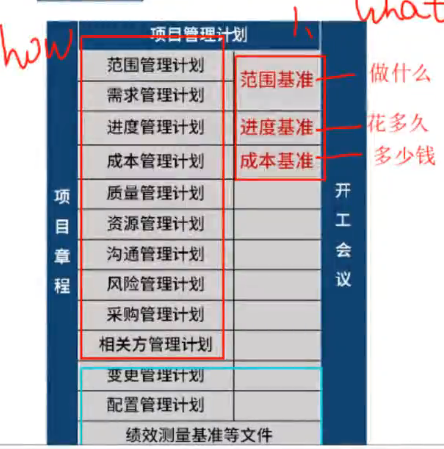 how
what
项目管理计划
范围管理计划
范围基准
做什么
需求管理计划
进度管理计划
进度基准
花多久
成本管理计划
成本基准
多少钱
质量管理计划
资源管理计划
沟通管理计划
风险管理计划
采购管理计划
相关方管理计划
变更管理计划
配置管理计划
绩效测量基准等文件
项目章程
开工会议